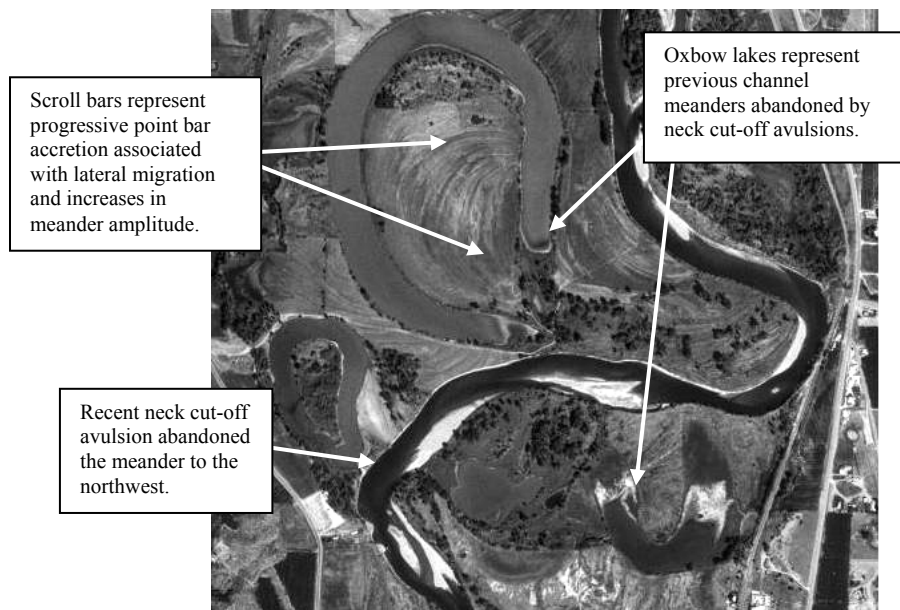 Scroll bars represent
progressive point bar
accretion associated
with lateral migration
and increases in
meander amplitude.
Oxbow lakes represent
previous channel
meanders abandoned by
neck cut-off avulsions.
Recent neck cut-off
avulsion abandoned
the meander to the
northwest.